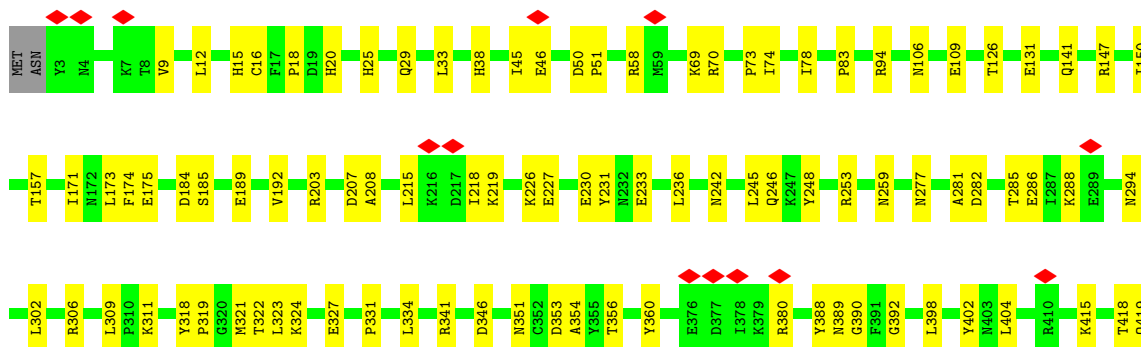 MET ASN Y3 N4 K7 T8 V9 L12 H15 C16 F17 P18 D19 H20 H25 Q29 L33 H38 I45 E46 D50 P51 R58 M59 K69 R70 P73 I74 I78 P83 R94 N106 E109 T126 E131 Q141 R147
T157 I171 N172 L173 F174 E175 D184 S185 E189 V192 R203 D207 A208 L215 K216 D217 I218 K219 K226 E227 E230 Y231 N232 E233 L236 N242 L245 Q246 K247 Y248 R253 N259 N277 A281 D282 T285 E286 I287 K288 E289 N294
L302 R306 L309 P310 K311 Y318 P319 G320 M321 T322 L323 K324 E327 P331 L334 R341 D346 N351 C352 D353 A354 Y355 T356 Y360 E376 D377 I378 K379 R380 Y388 N389 G390 F391 G392 L398 Y402 N403 L404 R410 K415 T418